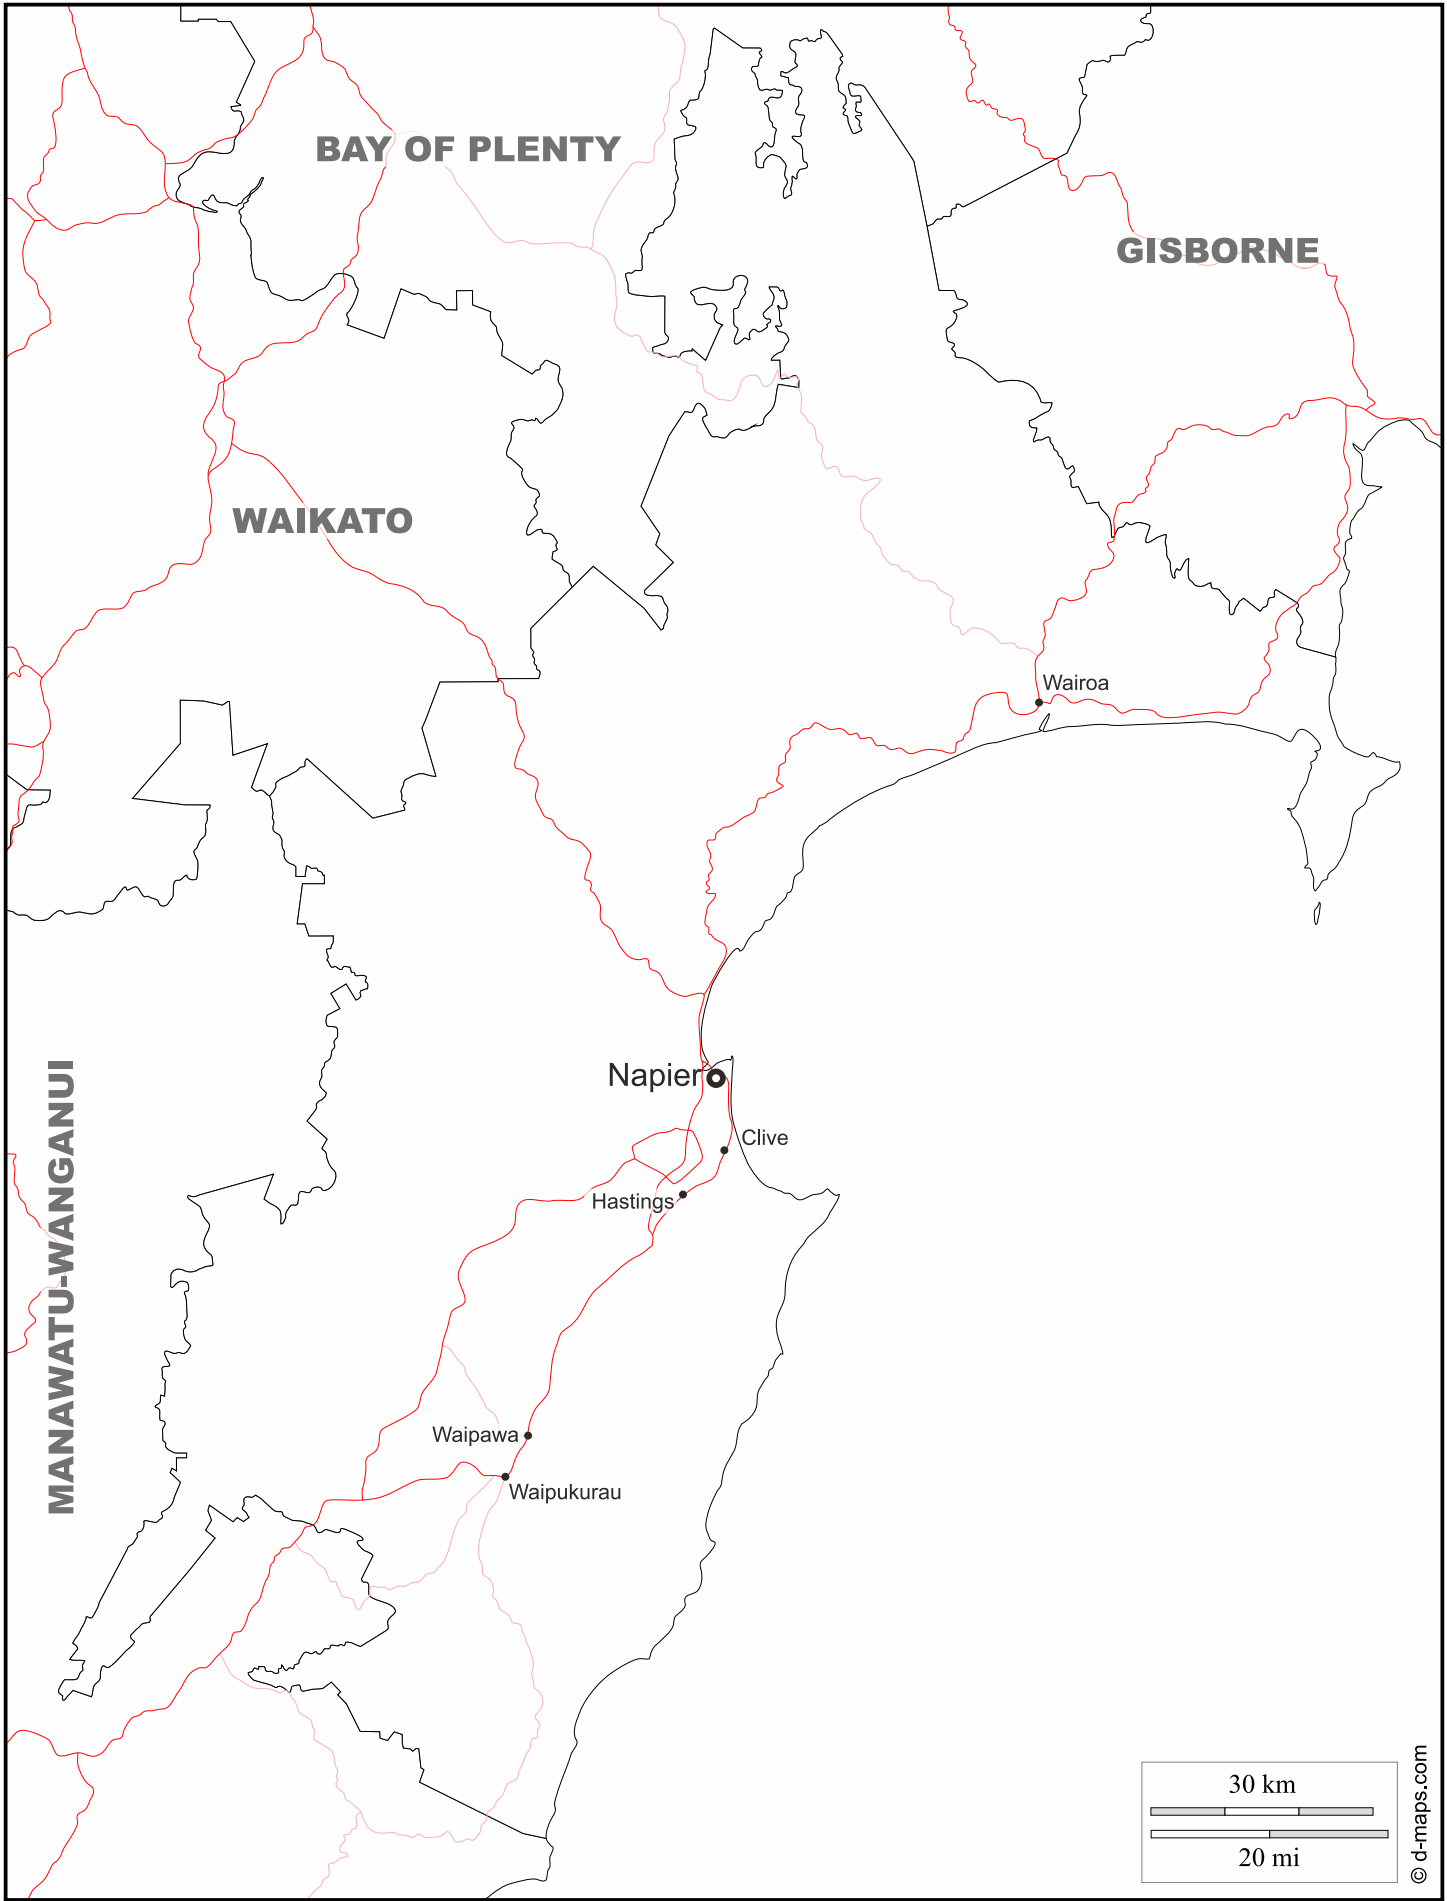 BAY OF PLENTY
GISBORNE
WAIKATO
Wairoa
MANAWATU-WANGANUI
Napier
Clive
Hastings
Waipawa
Waipukurau
30 km
20 mi
© d-maps.com